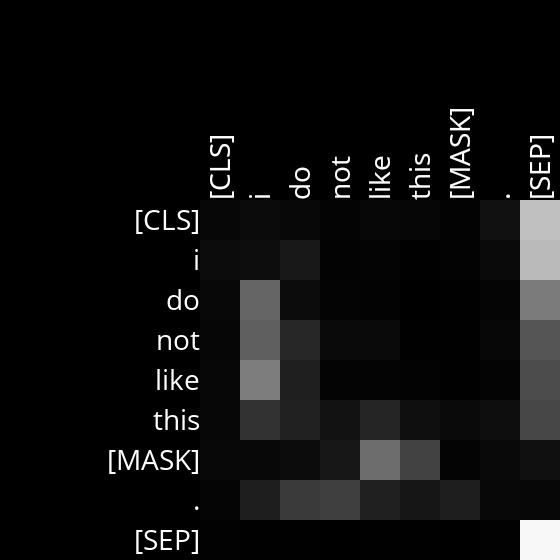 [CLS] i do not like this [MASK] . [SEP]
[CLS]
i
do
not
like
this
[MASK]
.
[SEP]